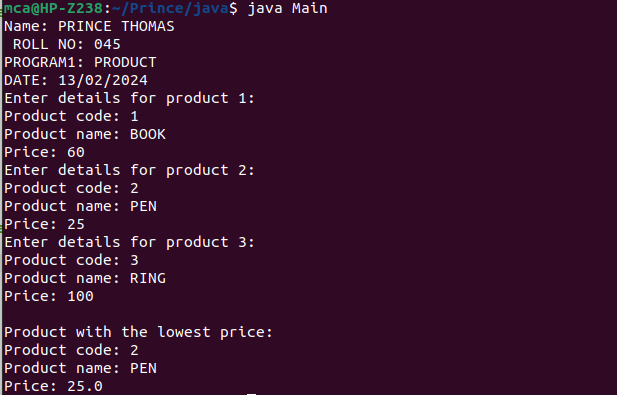 mca@HP-Z238:~/Prince/java$ java Main
Name: PRINCE THOMAS
 ROLL NO: 045
PROGRAM1: PRODUCT
DATE: 13/02/2024
Enter details for product 1:
Product code: 1
Product name: BOOK
Price: 60
Enter details for product 2:
Product code: 2
Product name: PEN
Price: 25
Enter details for product 3:
Product code: 3
Product name: RING
Price: 100

Product with the lowest price:
Product code: 2
Product name: PEN
Price: 25.0